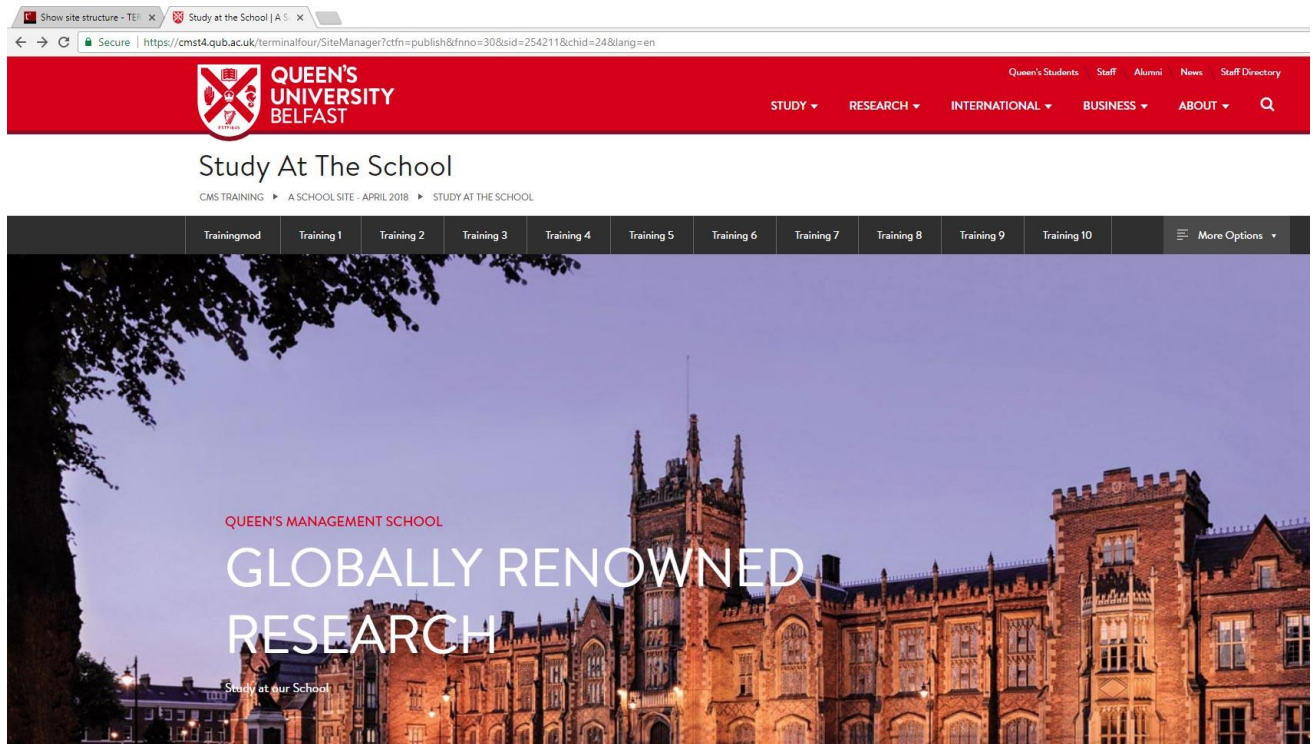 Show site structure - TER
Study at the School | A S
Secure | https://cmst4.qub.ac.uk/terminalfour/SiteManager?ctfn=publish&fnno=30&sid=254211&chid=24&lang=en
QUEEN'S
UNIVERSITY
BELFAST
ESTD1845
Queen's Students Staff Alumni News Staff Directory
STUDY RESEARCH INTERNATIONAL BUSINESS ABOUT
Study At The School
CMS TRAINING A SCHOOL SITE - APRIL 2018 STUDY AT THE SCHOOL
Trainingmod Training 1 Training 2 Training 3 Training 4 Training 5 Training 6 Training 7 Training 8 Training 9 Training 10 More Options
QUEEN'S MANAGEMENT SCHOOL
GLOBALLY RENOWNED
RESEARCH
Study at our School